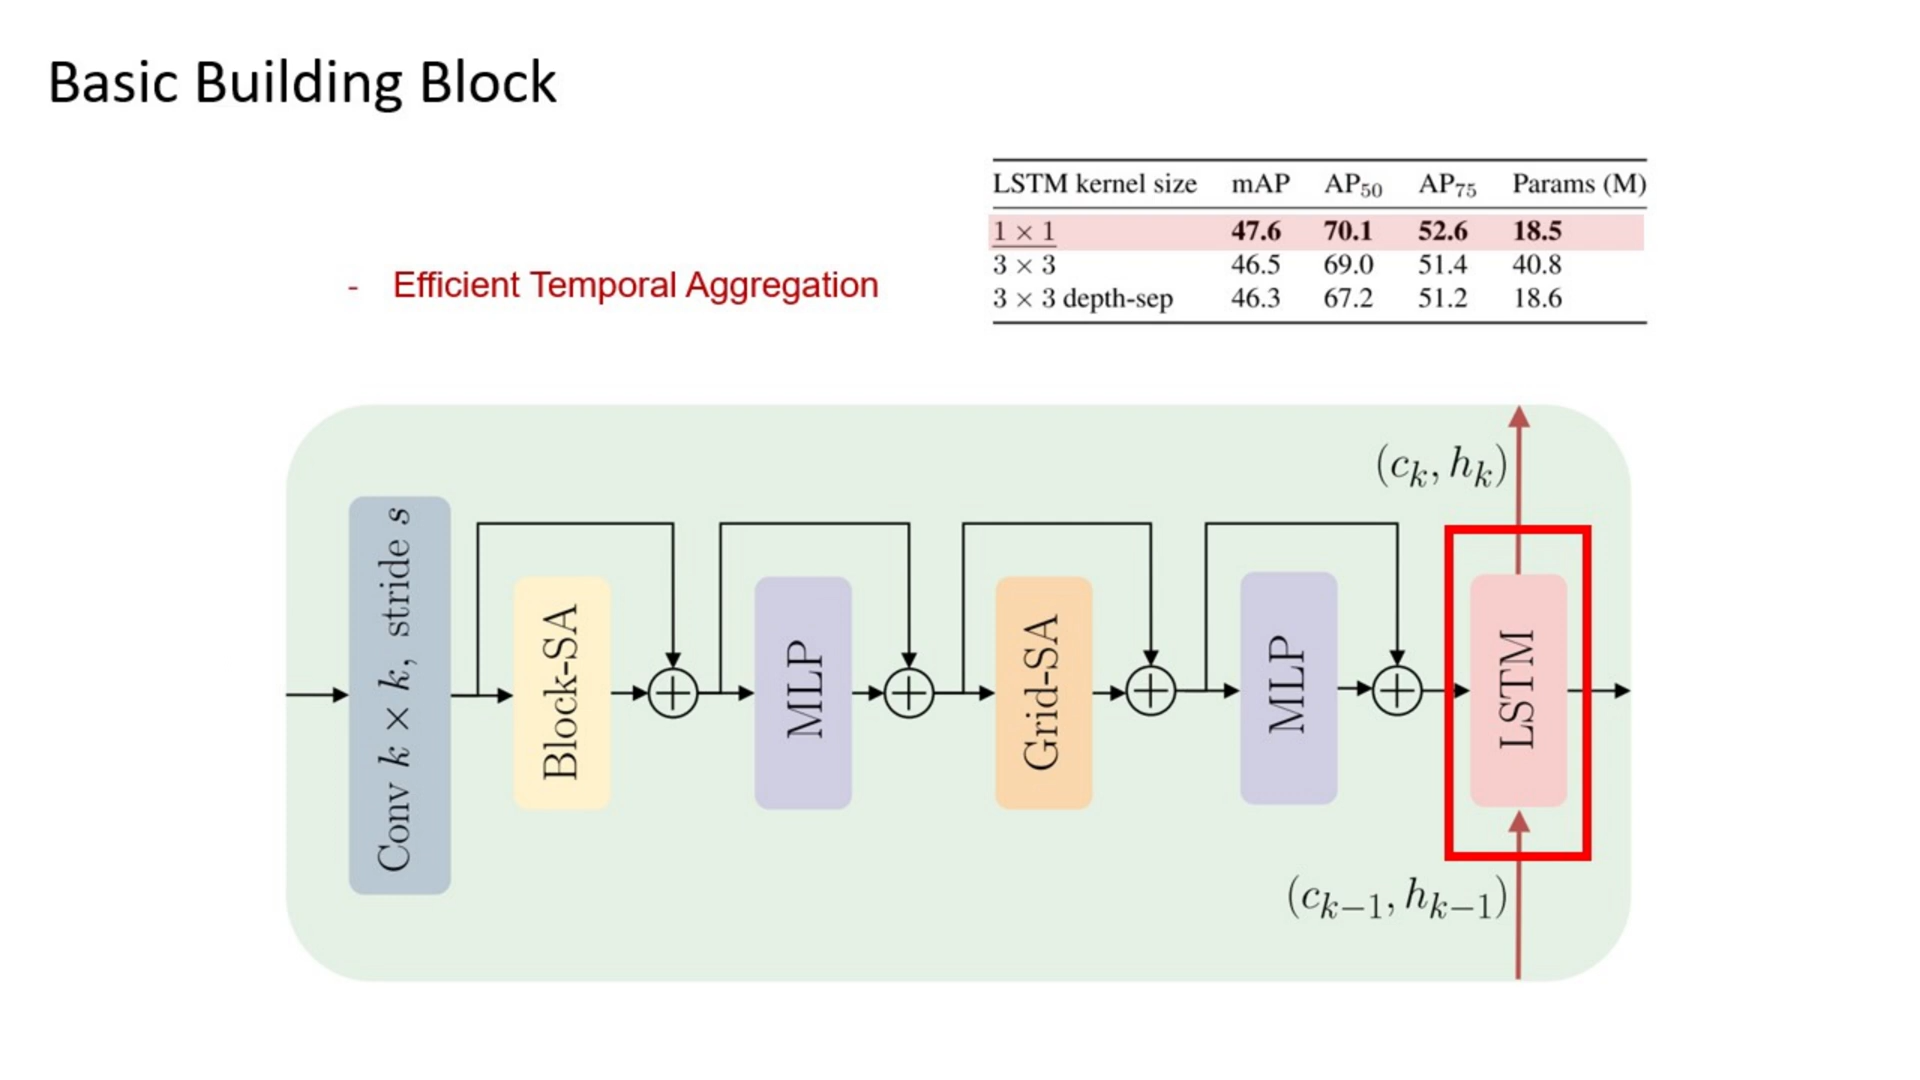 Basic Building Block
LSTM kernel size mAP AP50 AP75 Params (M)
1 × 1 47.6 70.1 52.6 18.5
3 × 3 46.5 69.0 51.4 40.8
3 × 3 depth-sep 46.3 67.2 51.2 18.6
- Efficient Temporal Aggregation
(ck, hk)
Conv k × k, stride s
Block-SA
MLP
Grid-SA
MLP
LSTM
(ck−1, hk−1)